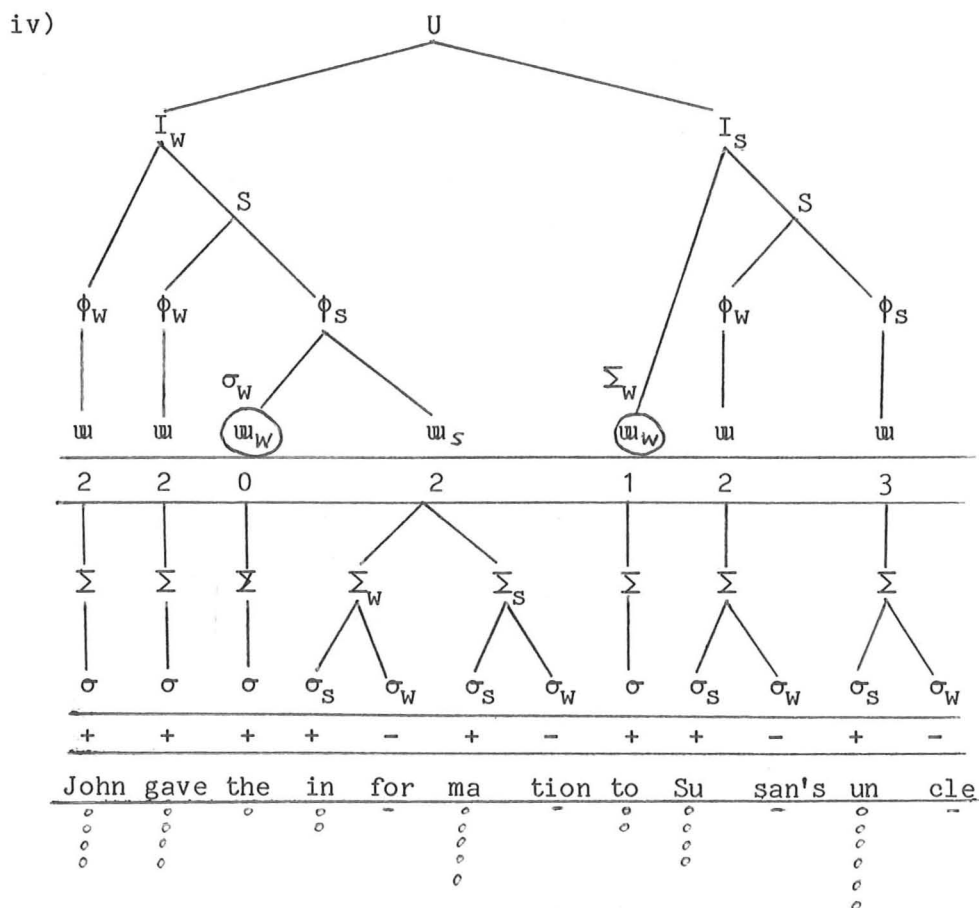 iv)
U
I_W I_S
S S
ϕ_W ϕ_W ϕ_S ϕ_W ϕ_S
σ_W Σ_W
ɯ ɯ ɯ_W ɯ_S ɯ_W ɯ ɯ
2 2 0 2 1 2 3
Σ Σ Σ Σ_W Σ_S Σ Σ Σ
σ σ σ σ_S σ_W σ_S σ_W σ σ_S σ_W σ_S σ_W
+ + + + - + - + + - + -
John gave the in for ma tion to Su san's un cle
o o o o - o - o o - o -
o o o o o o o
o o o o o
o o o o o
o o
o